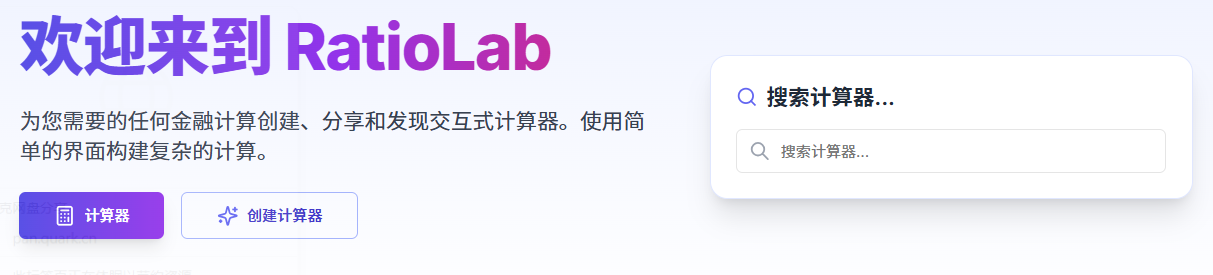 欢迎来到 RatioLab
为您需要的任何金融计算创建、分享和发现交互式计算器。使用简
单的界面构建复杂的计算。
计算器
创建计算器
搜索计算器...
搜索计算器...